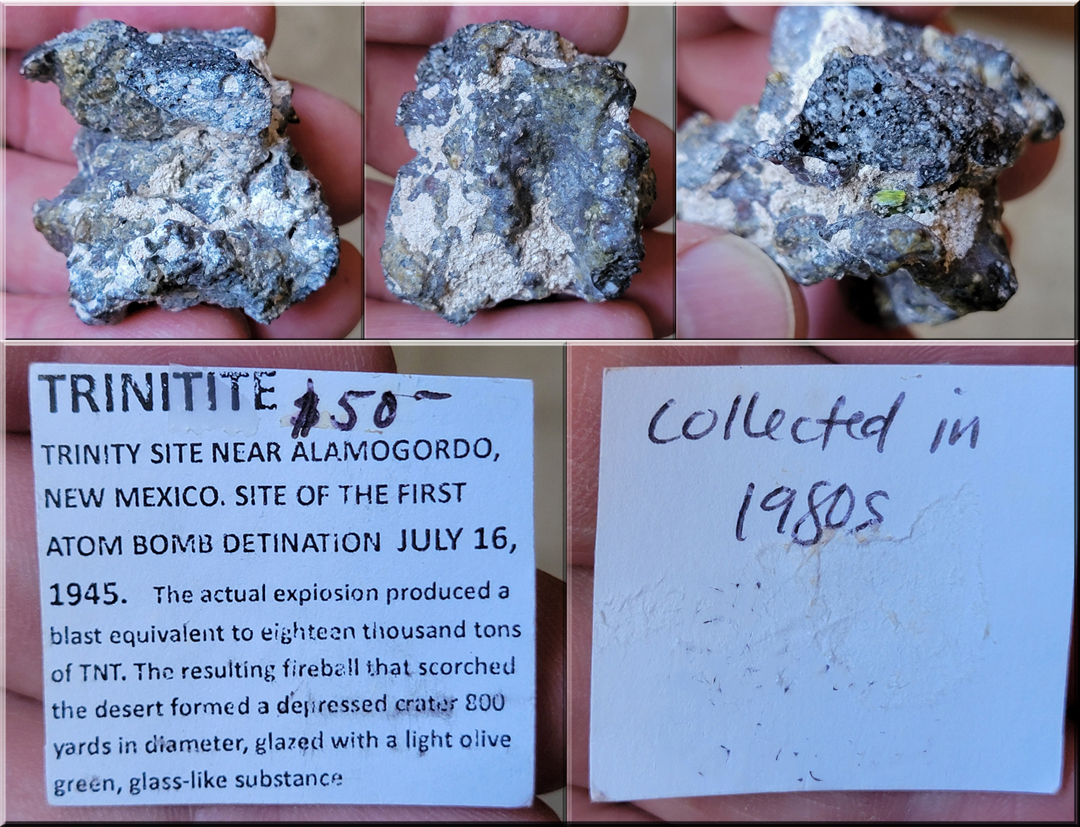 TRINITITE $50-
TRINITY SITE NEAR ALAMOGORDO,
NEW MEXICO. SITE OF THE FIRST
ATOM BOMB DETINATION JULY 16,
1945. The actual explosion produced a
blast equivalent to eighteen thousand tons
of TNT. The resulting fireball that scorched
the desert formed a depressed crater 800
yards in diameter, glazed with a light olive
green, glass-like substance
Collected in
1980s